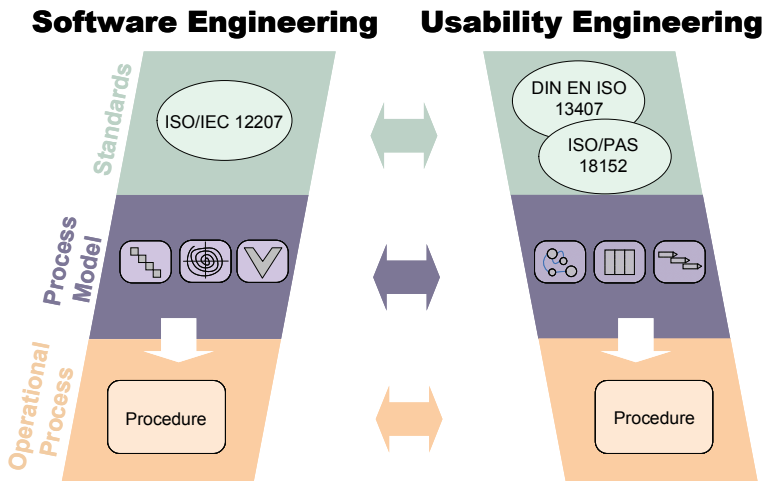 Software Engineering
Usability Engineering
Standards
ISO/IEC 12207
DIN EN ISO
13407
ISO/PAS
18152
Process
Model
Operational
Process
Procedure
Procedure